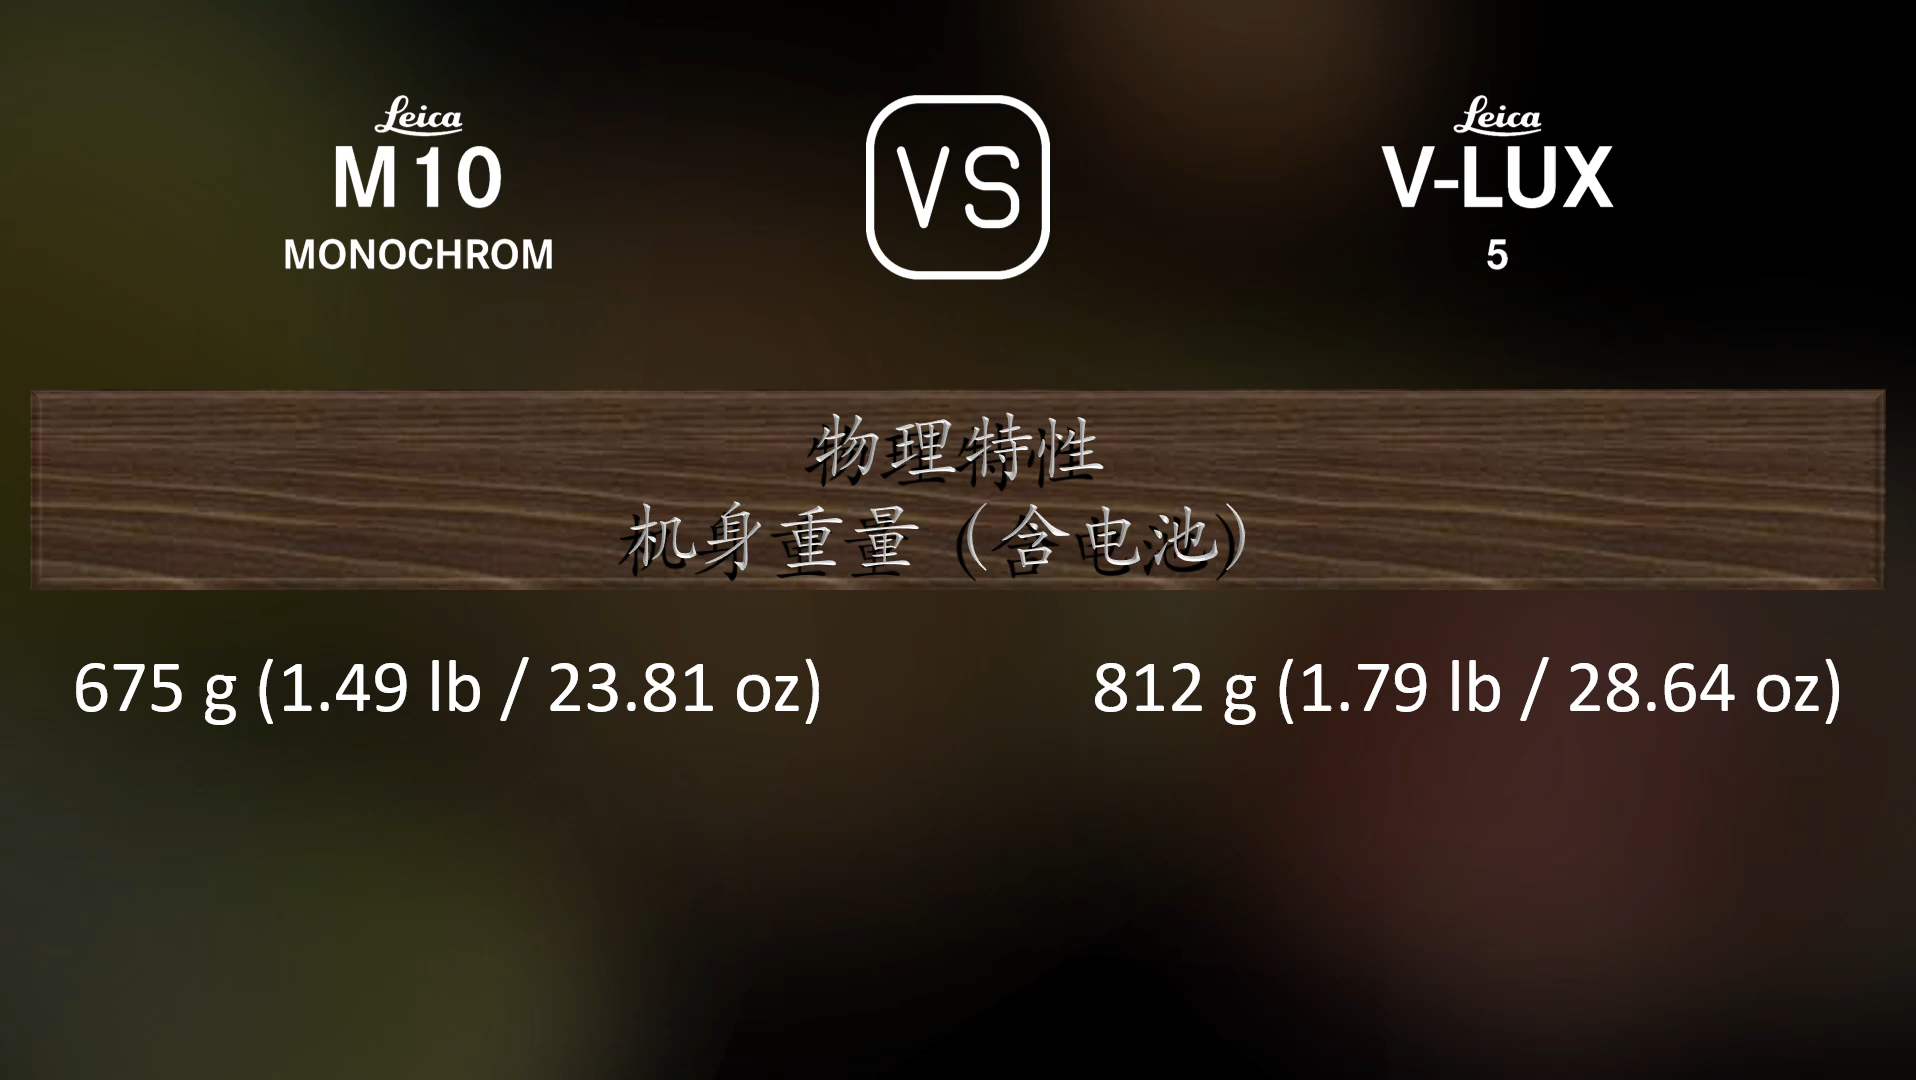 Leica
M10
MONOCHROM
VS
Leica
V-LUX
5
物理特性
机身重量（含电池）
675 g (1.49 lb / 23.81 oz)
812 g (1.79 lb / 28.64 oz)